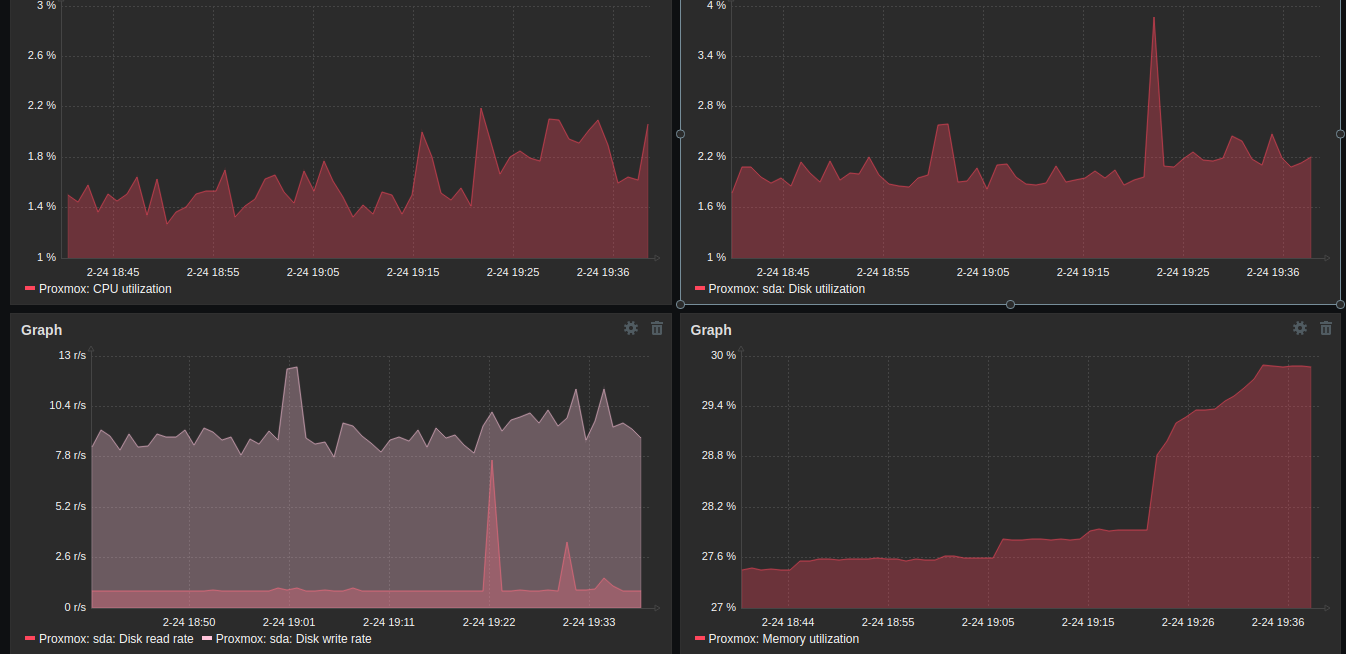 3 %
2.6 %
2.2 %
1.8 %
1.4 %
1 %
2-24 18:45 2-24 18:55 2-24 19:05 2-24 19:15 2-24 19:25 2-24 19:36
Proxmox: CPU utilization
4 %
3.4 %
2.8 %
2.2 %
1.6 %
1 %
2-24 18:45 2-24 18:55 2-24 19:05 2-24 19:15 2-24 19:25 2-24 19:36
Proxmox: sda: Disk utilization
Graph
13 r/s
10.4 r/s
7.8 r/s
5.2 r/s
2.6 r/s
0 r/s
2-24 18:50 2-24 19:01 2-24 19:11 2-24 19:22 2-24 19:33
Proxmox: sda: Disk read rate Proxmox: sda: Disk write rate
Graph
30 %
29.4 %
28.8 %
28.2 %
27.6 %
27 %
2-24 18:44 2-24 18:55 2-24 19:05 2-24 19:15 2-24 19:26 2-24 19:36
Proxmox: Memory utilization